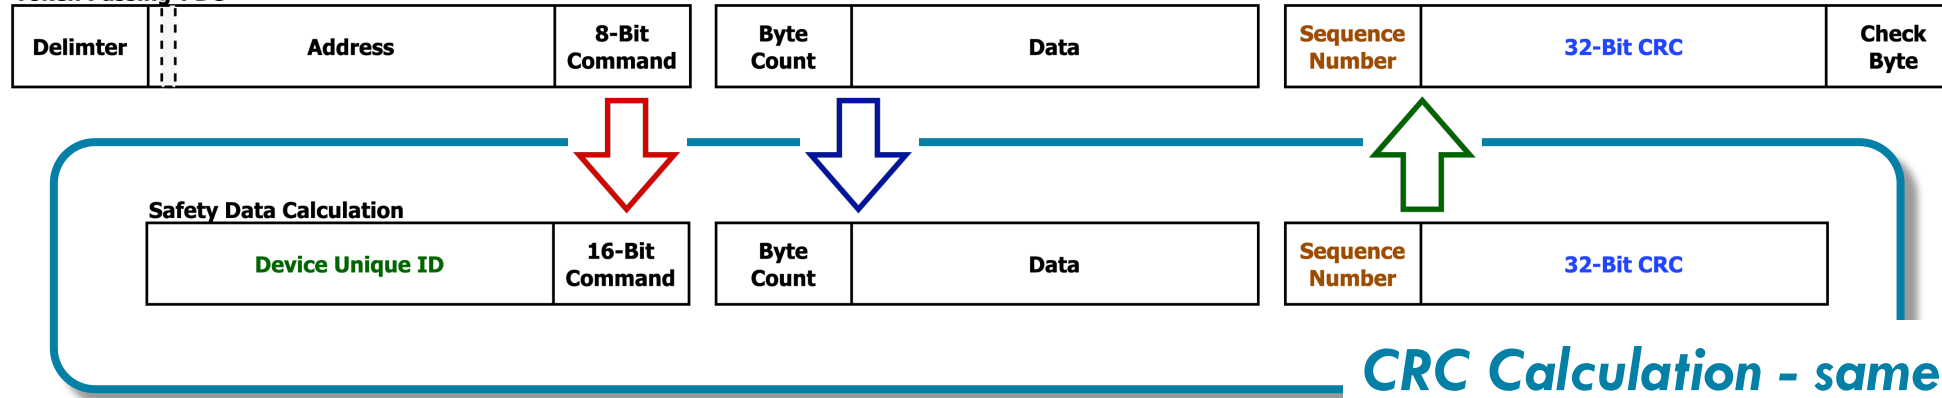 Delimter
Address
8-Bit
Command
Byte
Count
Data
Sequence
Number
32-Bit CRC
Check
Byte
Safety Data Calculation
Device Unique ID
16-Bit
Command
Byte
Count
Data
Sequence
Number
32-Bit CRC
CRC Calculation - same